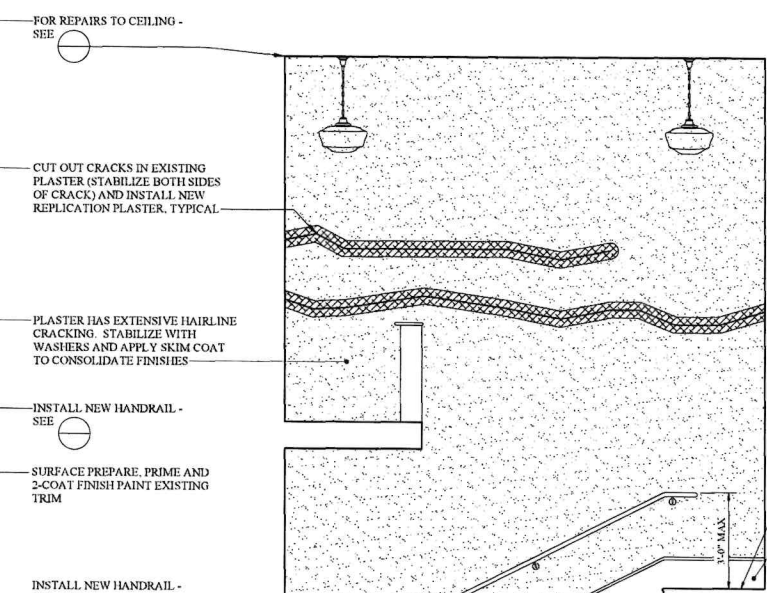 FOR REPAIRS TO CEILING -
SEE
CUT OUT CRACKS IN EXISTING
PLASTER (STABILIZE BOTH SIDES
OF CRACK) AND INSTALL NEW
REPLICATION PLASTER, TYPICAL
PLASTER HAS EXTENSIVE HAIRLINE
CRACKING. STABILIZE WITH
WASHERS AND APPLY SKIM COAT
TO CONSOLIDATE FINISHES
INSTALL NEW HANDRAIL -
SEE
SURFACE PREPARE, PRIME AND
2-COAT FINISH PAINT EXISTING
TRIM
3'-0" MAX
INSTALL NEW HANDRAIL -